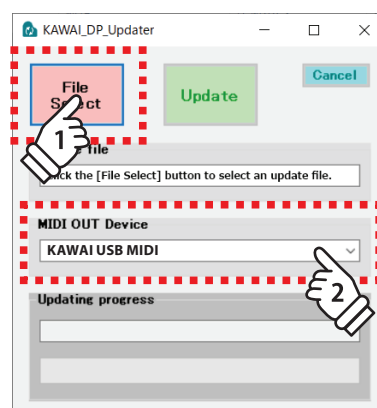 KAWAI_DP_Updater
File
Select
Update
Cancel
1
file
the [File Select] button to select an update file.
MIDI OUT Device
KAWAI USB MIDI
2
Updating progress